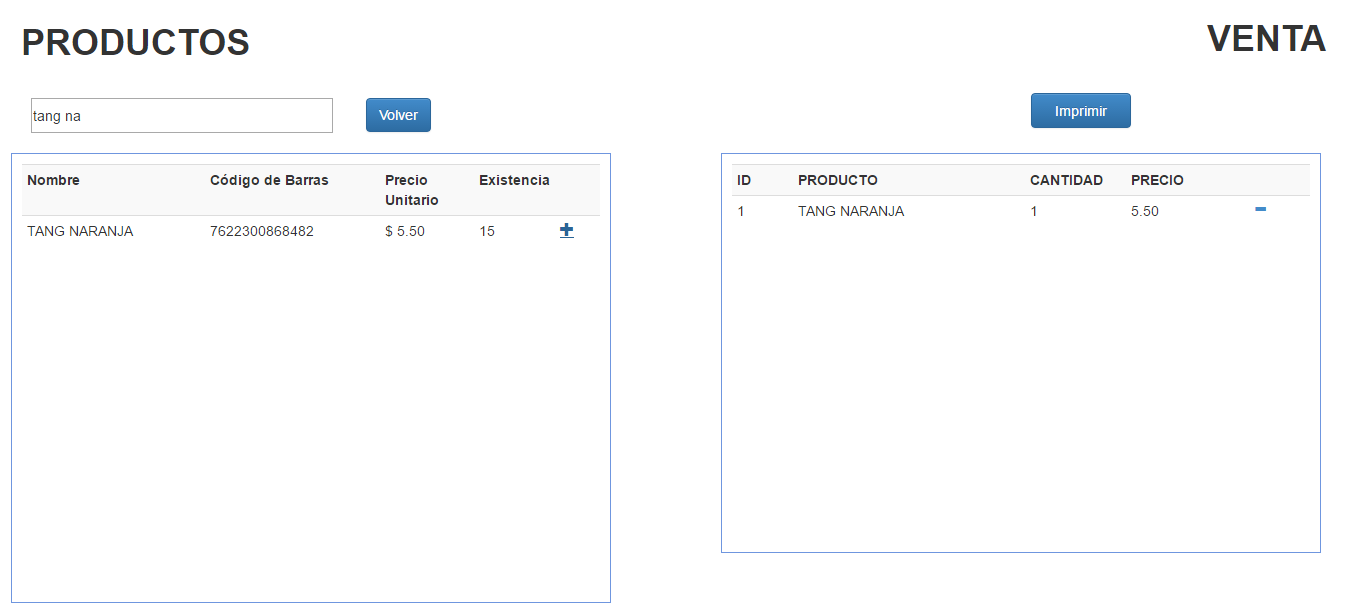 PRODUCTOS
VENTA
tang na
Volver
Imprimir
Nombre Código de Barras Precio Unitario Existencia
TANG NARANJA 7622300868482 $ 5.50 15
ID PRODUCTO CANTIDAD PRECIO
1 TANG NARANJA 1 5.50